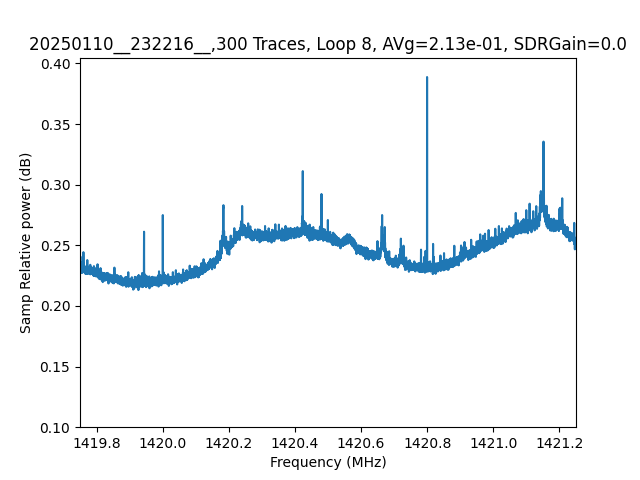 20250110__232216__,300 Traces, Loop 8, AVg=2.13e-01, SDRGain=0.0
0.40
0.35
0.30
0.25
0.20
0.15
0.10
Samp Relative power (dB)
1419.8 1420.0 1420.2 1420.4 1420.6 1420.8 1421.0 1421.2
Frequency (MHz)